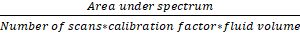 Area under spectrum
Number of scans*calibration factor*fluid volume